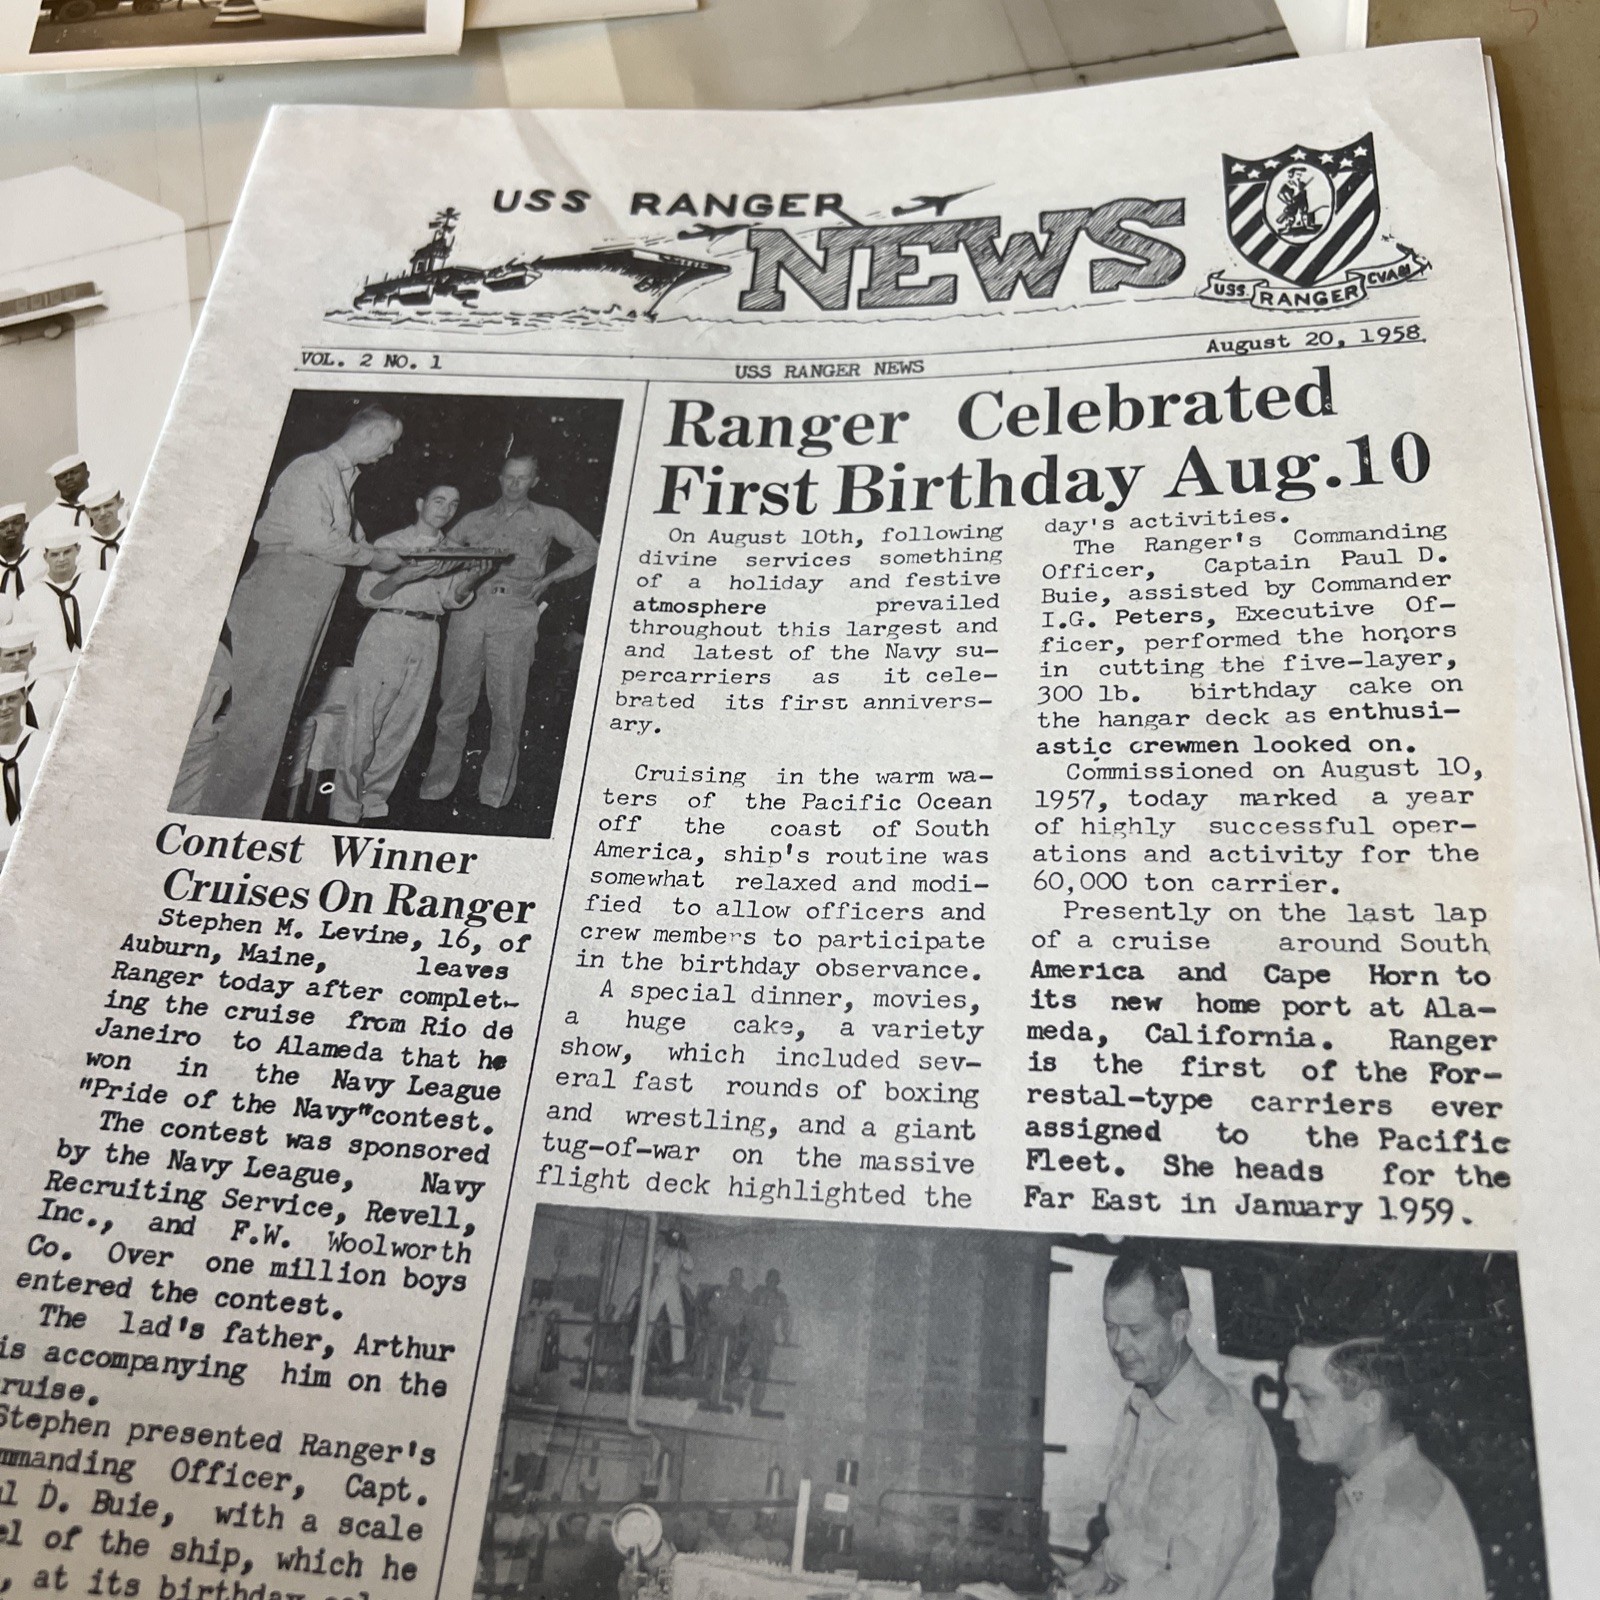 USS RANGER
NEWS
USS RANGER CVA61
VOL. 2 NO. 1
USS RANGER NEWS
August 20, 1958.
Contest Winner
Cruises On Ranger
Stephen M. Levine, 16, of
Auburn, Maine, leaves
Ranger today after complet-
ing the cruise from Rio de
Janeiro to Alameda that he
won in the Navy League
"Pride of the Navy"contest.
The contest was sponsored
by the Navy League, Navy
Recruiting Service, Revell,
Inc., and F.W. Woolworth
Co. Over one million boys
entered the contest.
The lad's father, Arthur
is accompanying him on the
ruise.
Stephen presented Ranger's
mmanding Officer, Capt.
l D. Buie, with a scale
el of the ship, which he
, at its birthday
Ranger Celebrated
First Birthday Aug.10
On August 10th, following
divine services something
of a holiday and festive
atmosphere prevailed
throughout this largest and
and latest of the Navy su-
percarriers as it cele-
brated its first annivers-
ary.
Cruising in the warm wa-
ters of the Pacific Ocean
off the coast of South
America, ship's routine was
somewhat relaxed and modi-
fied to allow officers and
crew members to participate
in the birthday observance.
A special dinner, movies,
a huge cake, a variety
show, which included sev-
eral fast rounds of boxing
and wrestling, and a giant
tug-of-war on the massive
flight deck highlighted the
day's activities.
The Ranger's Commanding
Officer, Captain Paul D.
Buie, assisted by Commander
I.G. Peters, Executive Of-
ficer, performed the honors
in cutting the five-layer,
300 lb. birthday cake on
the hangar deck as enthusi-
astic crewmen looked on.
Commissioned on August 10,
1957, today marked a year
of highly successful oper-
ations and activity for the
60,000 ton carrier.
Presently on the last lap
of a cruise around South
America and Cape Horn to
its new home port at Ala-
meda, California. Ranger
is the first of the For-
restal-type carriers ever
assigned to the Pacific
Fleet. She heads for the
Far East in January 1959.